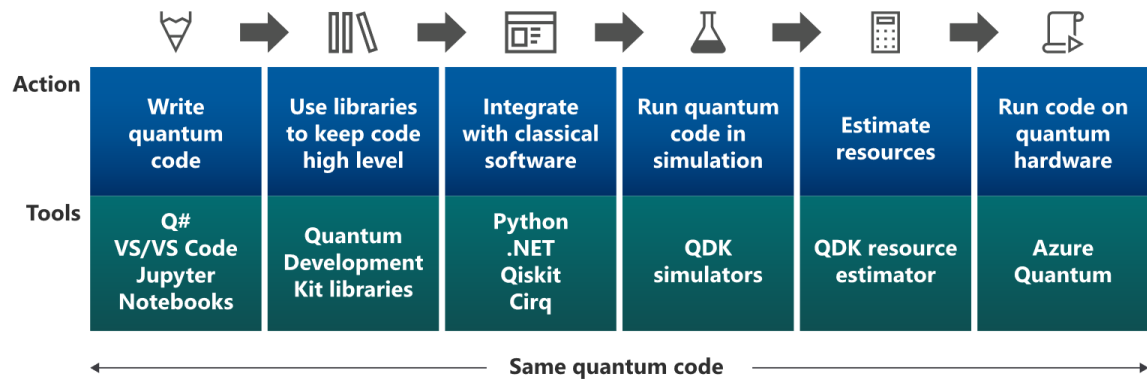 Action
Write
quantum
code
Use libraries
to keep code
high level
Integrate
with classical
software
Run quantum
code in
simulation
Estimate
resources
Run code on
quantum
hardware
Tools
Q#
VS/VS Code
Jupyter
Notebooks
Quantum
Development
Kit libraries
Python
.NET
Qiskit
Cirq
QDK
simulators
QDK resource
estimator
Azure
Quantum
Same quantum code